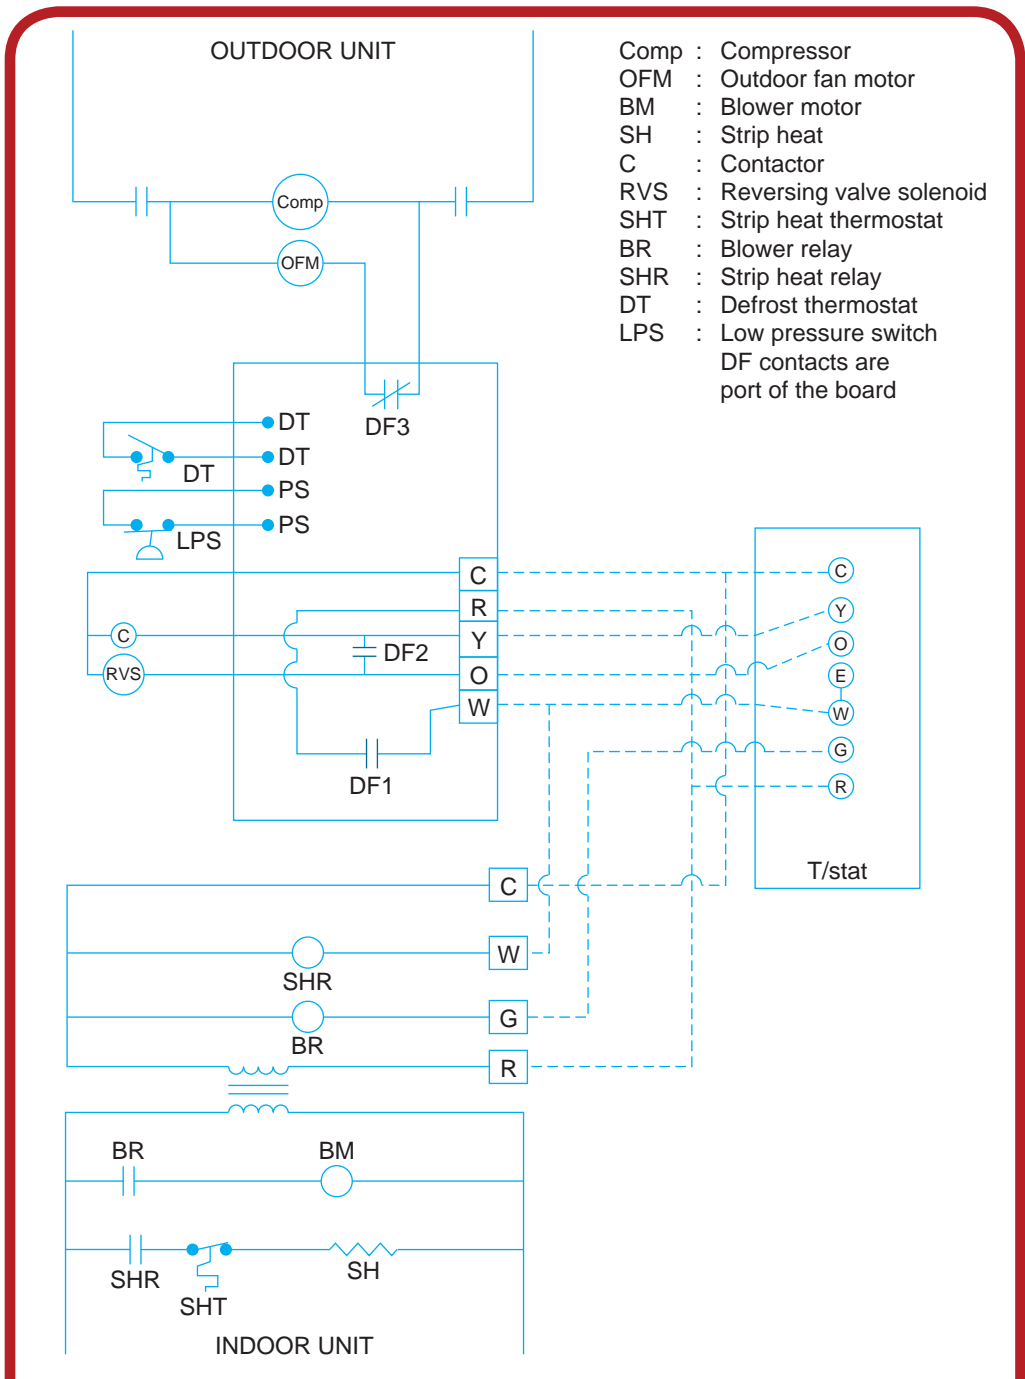 OUTDOOR UNIT
Comp : Compressor
OFM : Outdoor fan motor
BM : Blower motor
SH : Strip heat
C : Contactor
RVS : Reversing valve solenoid
SHT : Strip heat thermostat
BR : Blower relay
SHR : Strip heat relay
DT : Defrost thermostat
LPS : Low pressure switch
DF contacts are
part of the board
Comp
OFM
DF3
DT
DT
DT
PS
PS
LPS
C
R
Y
O
W
C
RVS
DF2
DF1
C
Y
O
E
W
G
R
T/stat
C
W
SHR
G
BR
R
BR
BM
SHR
SHT
SH
INDOOR UNIT